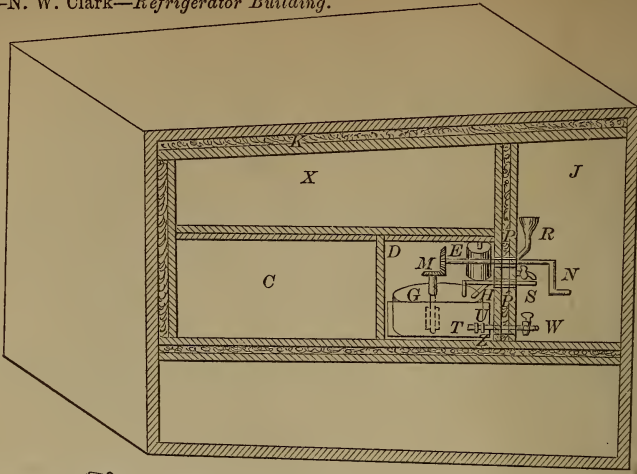 –N. W. Clark—Refrigerator Building.
K
X
J
P
R
D
E
C
M
N
G
H
P
S
U
T
W
Z